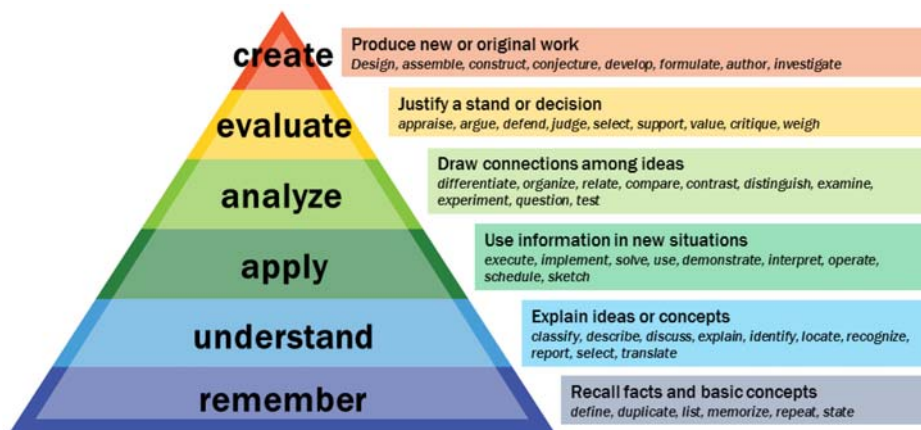 create
Produce new or original work
Design, assemble, construct, conjecture, develop, formulate, author, investigate
evaluate
Justify a stand or decision
appraise, argue, defend, judge, select, support, value, critique, weigh
analyze
Draw connections among ideas
differentiate, organize, relate, compare, contrast, distinguish, examine,
experiment, question, test
apply
Use information in new situations
execute, implement, solve, use, demonstrate, interpret, operate,
schedule, sketch
understand
Explain ideas or concepts
classify, describe, discuss, explain, identify, locate, recognize,
report, select, translate
remember
Recall facts and basic concepts
define, duplicate, list, memorize, repeat, state